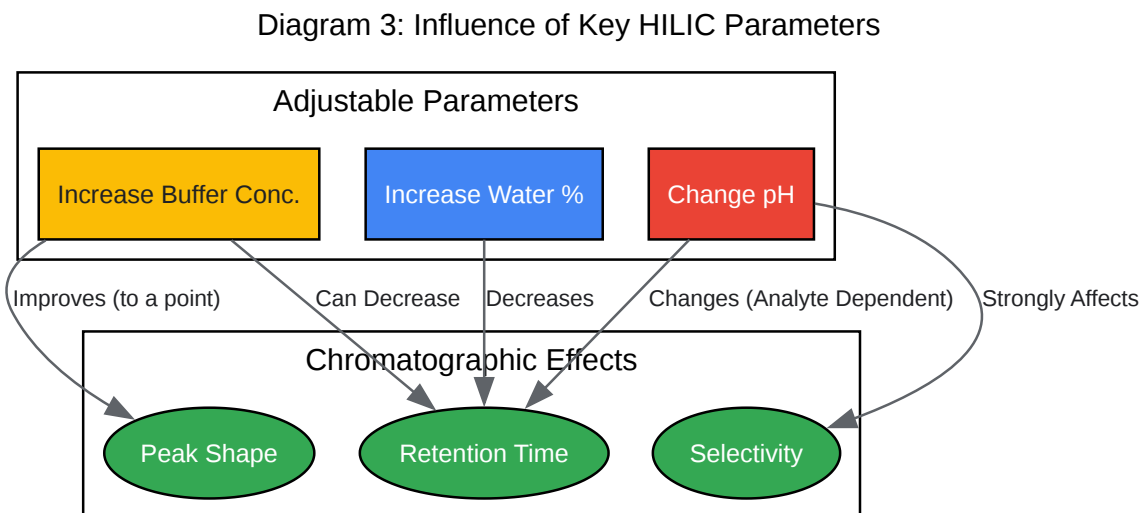 Diagram 3: Influence of Key HILIC Parameters
Adjustable Parameters
Increase Buffer Conc.
Increase Water %
Change pH
Improves (to a point)
Can Decrease
Decreases
Changes (Analyte Dependent)
Strongly Affects
Chromatographic Effects
Peak Shape
Retention Time
Selectivity